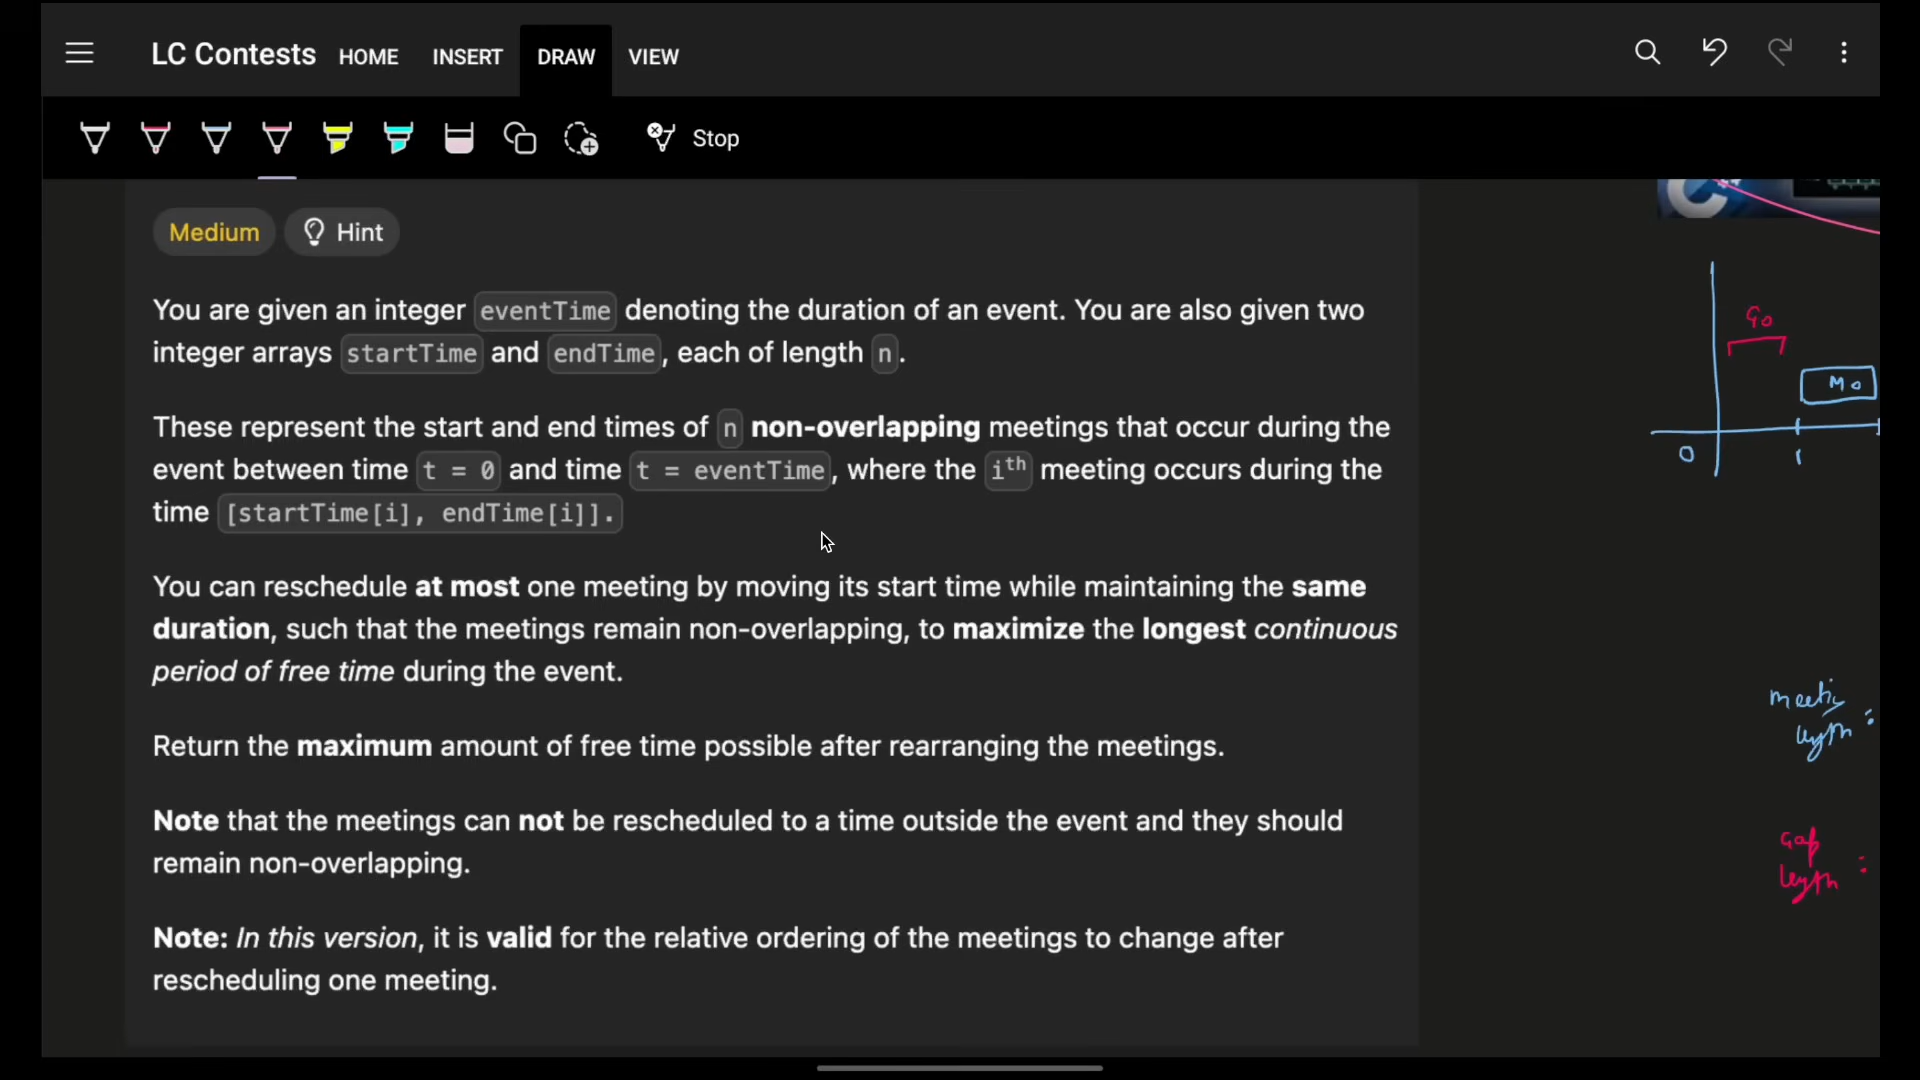 LC Contests HOME INSERT DRAW VIEW
Stop
Medium Hint
You are given an integer eventTime denoting the duration of an event. You are also given two
integer arrays startTime and endTime, each of length n.
These represent the start and end times of n non-overlapping meetings that occur during the
event between time t = 0 and time t = eventTime, where the ith meeting occurs during the
time [startTime[i], endTime[i]].
You can reschedule at most one meeting by moving its start time while maintaining the same
duration, such that the meetings remain non-overlapping, to maximize the longest continuous
period of free time during the event.
Return the maximum amount of free time possible after rearranging the meetings.
Note that the meetings can not be rescheduled to a time outside the event and they should
remain non-overlapping.
Note: In this version, it is valid for the relative ordering of the meetings to change after
rescheduling one meeting.
G0
M0
0 1
gap
length :